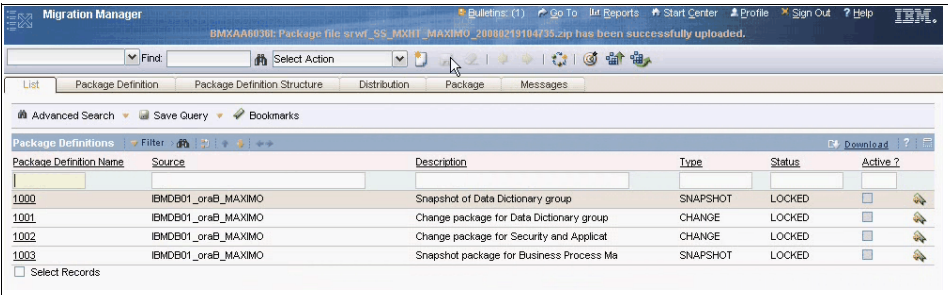 Migration Manager
Bulletins: (1) Go To Reports Start Center Profile Sign Out ? Help IBM.
BMXAA6036I: Package file srwf_SS_MXHT_MAXIMO_20080219104735.zip has been successfully uploaded.
Find: Select Action
List Package Definition Package Definition Structure Distribution Package Messages
Advanced Search Save Query Bookmarks
Package Definitions Filter Download ?
Package Definition Name Source Description Type Status Active ?
1000 IBMDB01_oraB_MAXIMO Snapshot of Data Dictionary group SNAPSHOT LOCKED
1001 IBMDB01_oraB_MAXIMO Change package for Data Dictionary group CHANGE LOCKED
1002 IBMDB01_oraB_MAXIMO Change package for Security and Applicat CHANGE LOCKED
1003 IBMDB01_oraB_MAXIMO Snapshot package for Business Process Ma SNAPSHOT LOCKED
Select Records